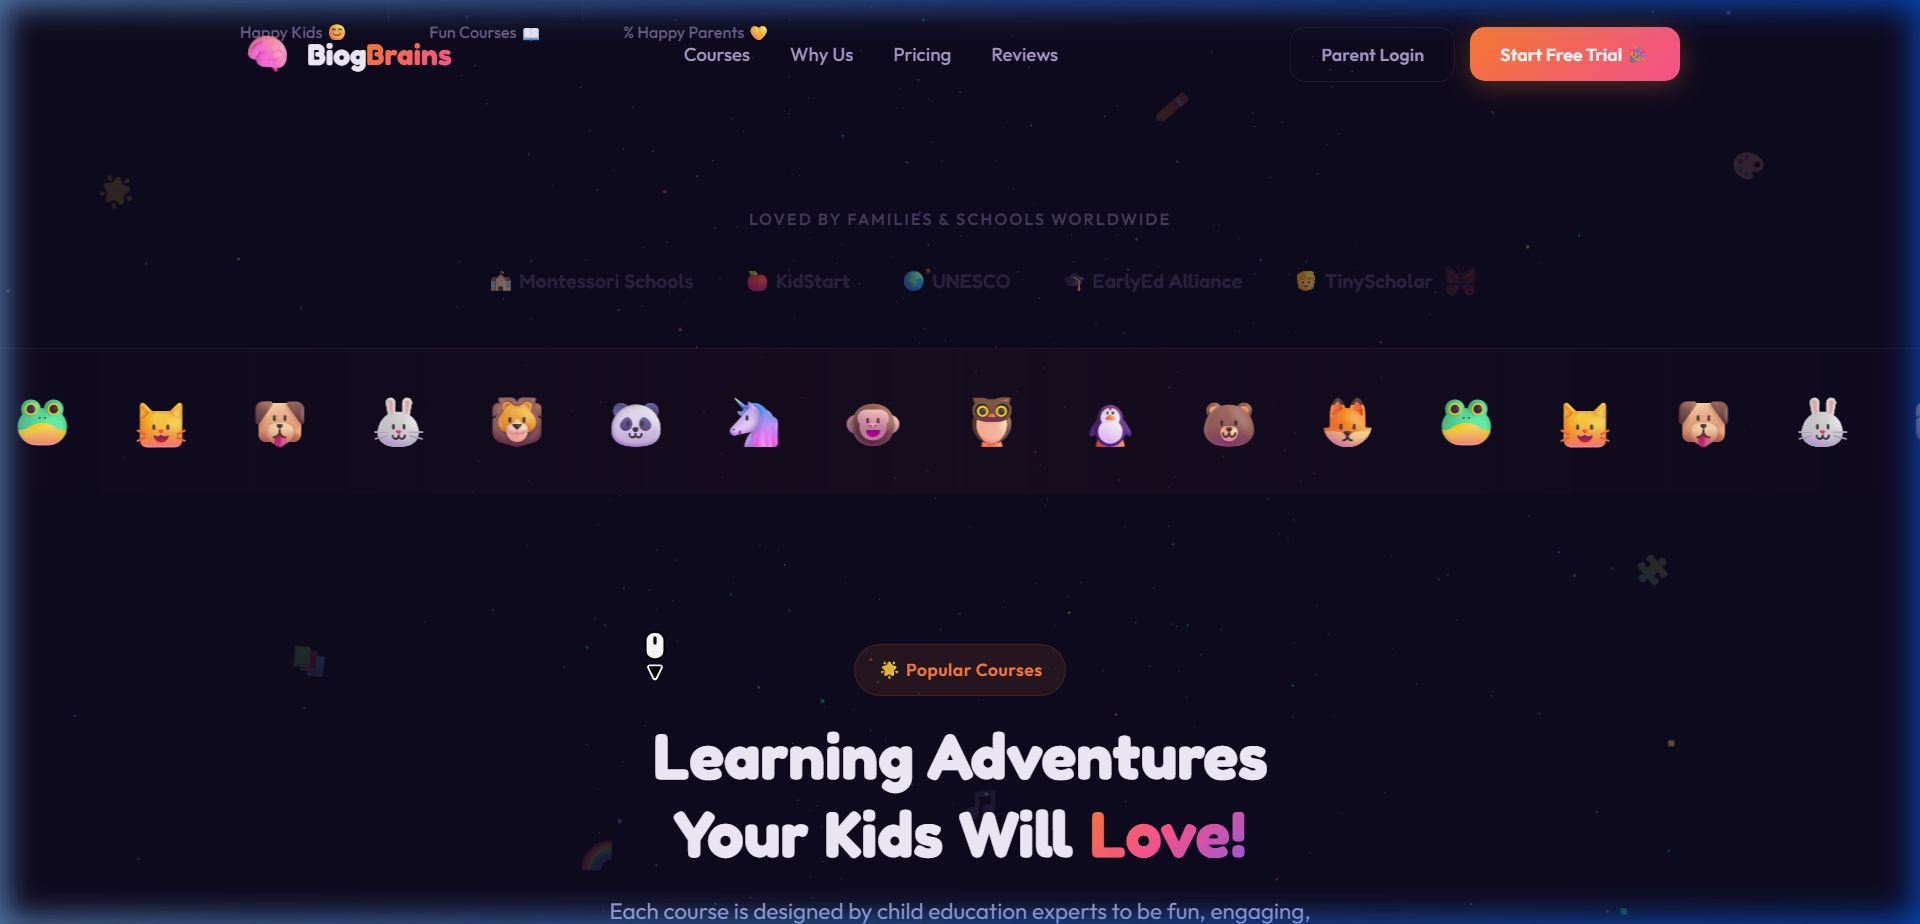 Happy Kids 😊 Fun Courses 📖 % Happy Parents 🧡
BiogBrains Courses Why Us Pricing Reviews Parent Login Start Free Trial 🎉
LOVED BY FAMILIES & SCHOOLS WORLDWIDE
Montessori Schools KidStart UNESCO EarlyEd Alliance TinyScholar
Popular Courses
Learning Adventures
Your Kids Will Love!
Each course is designed by child education experts to be fun, engaging,